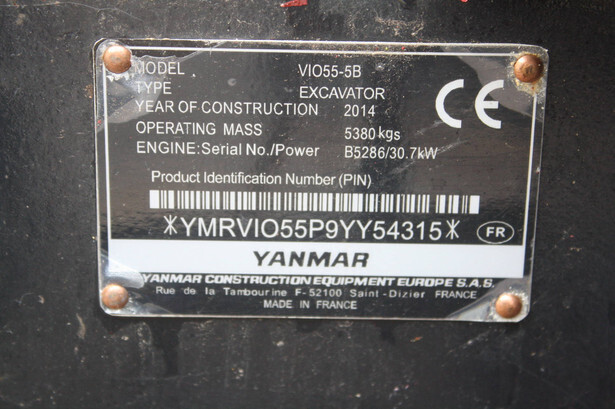 MODEL VIO55-5B
TYPE EXCAVATOR
YEAR OF CONSTRUCTION 2014
OPERATING MASS 5380kgs
ENGINE:Serial No./Power B5286/30.7kW
CE
Product Identification Number (PIN)
*YMRVIO55P9YY54315* FR
YANMAR
YANMAR CONSTRUCTION EQUIPMENT EUROPE S.A.S.
Rue de la Tambourine F-52100 Saint-Dizier FRANCE
MADE IN FRANCE